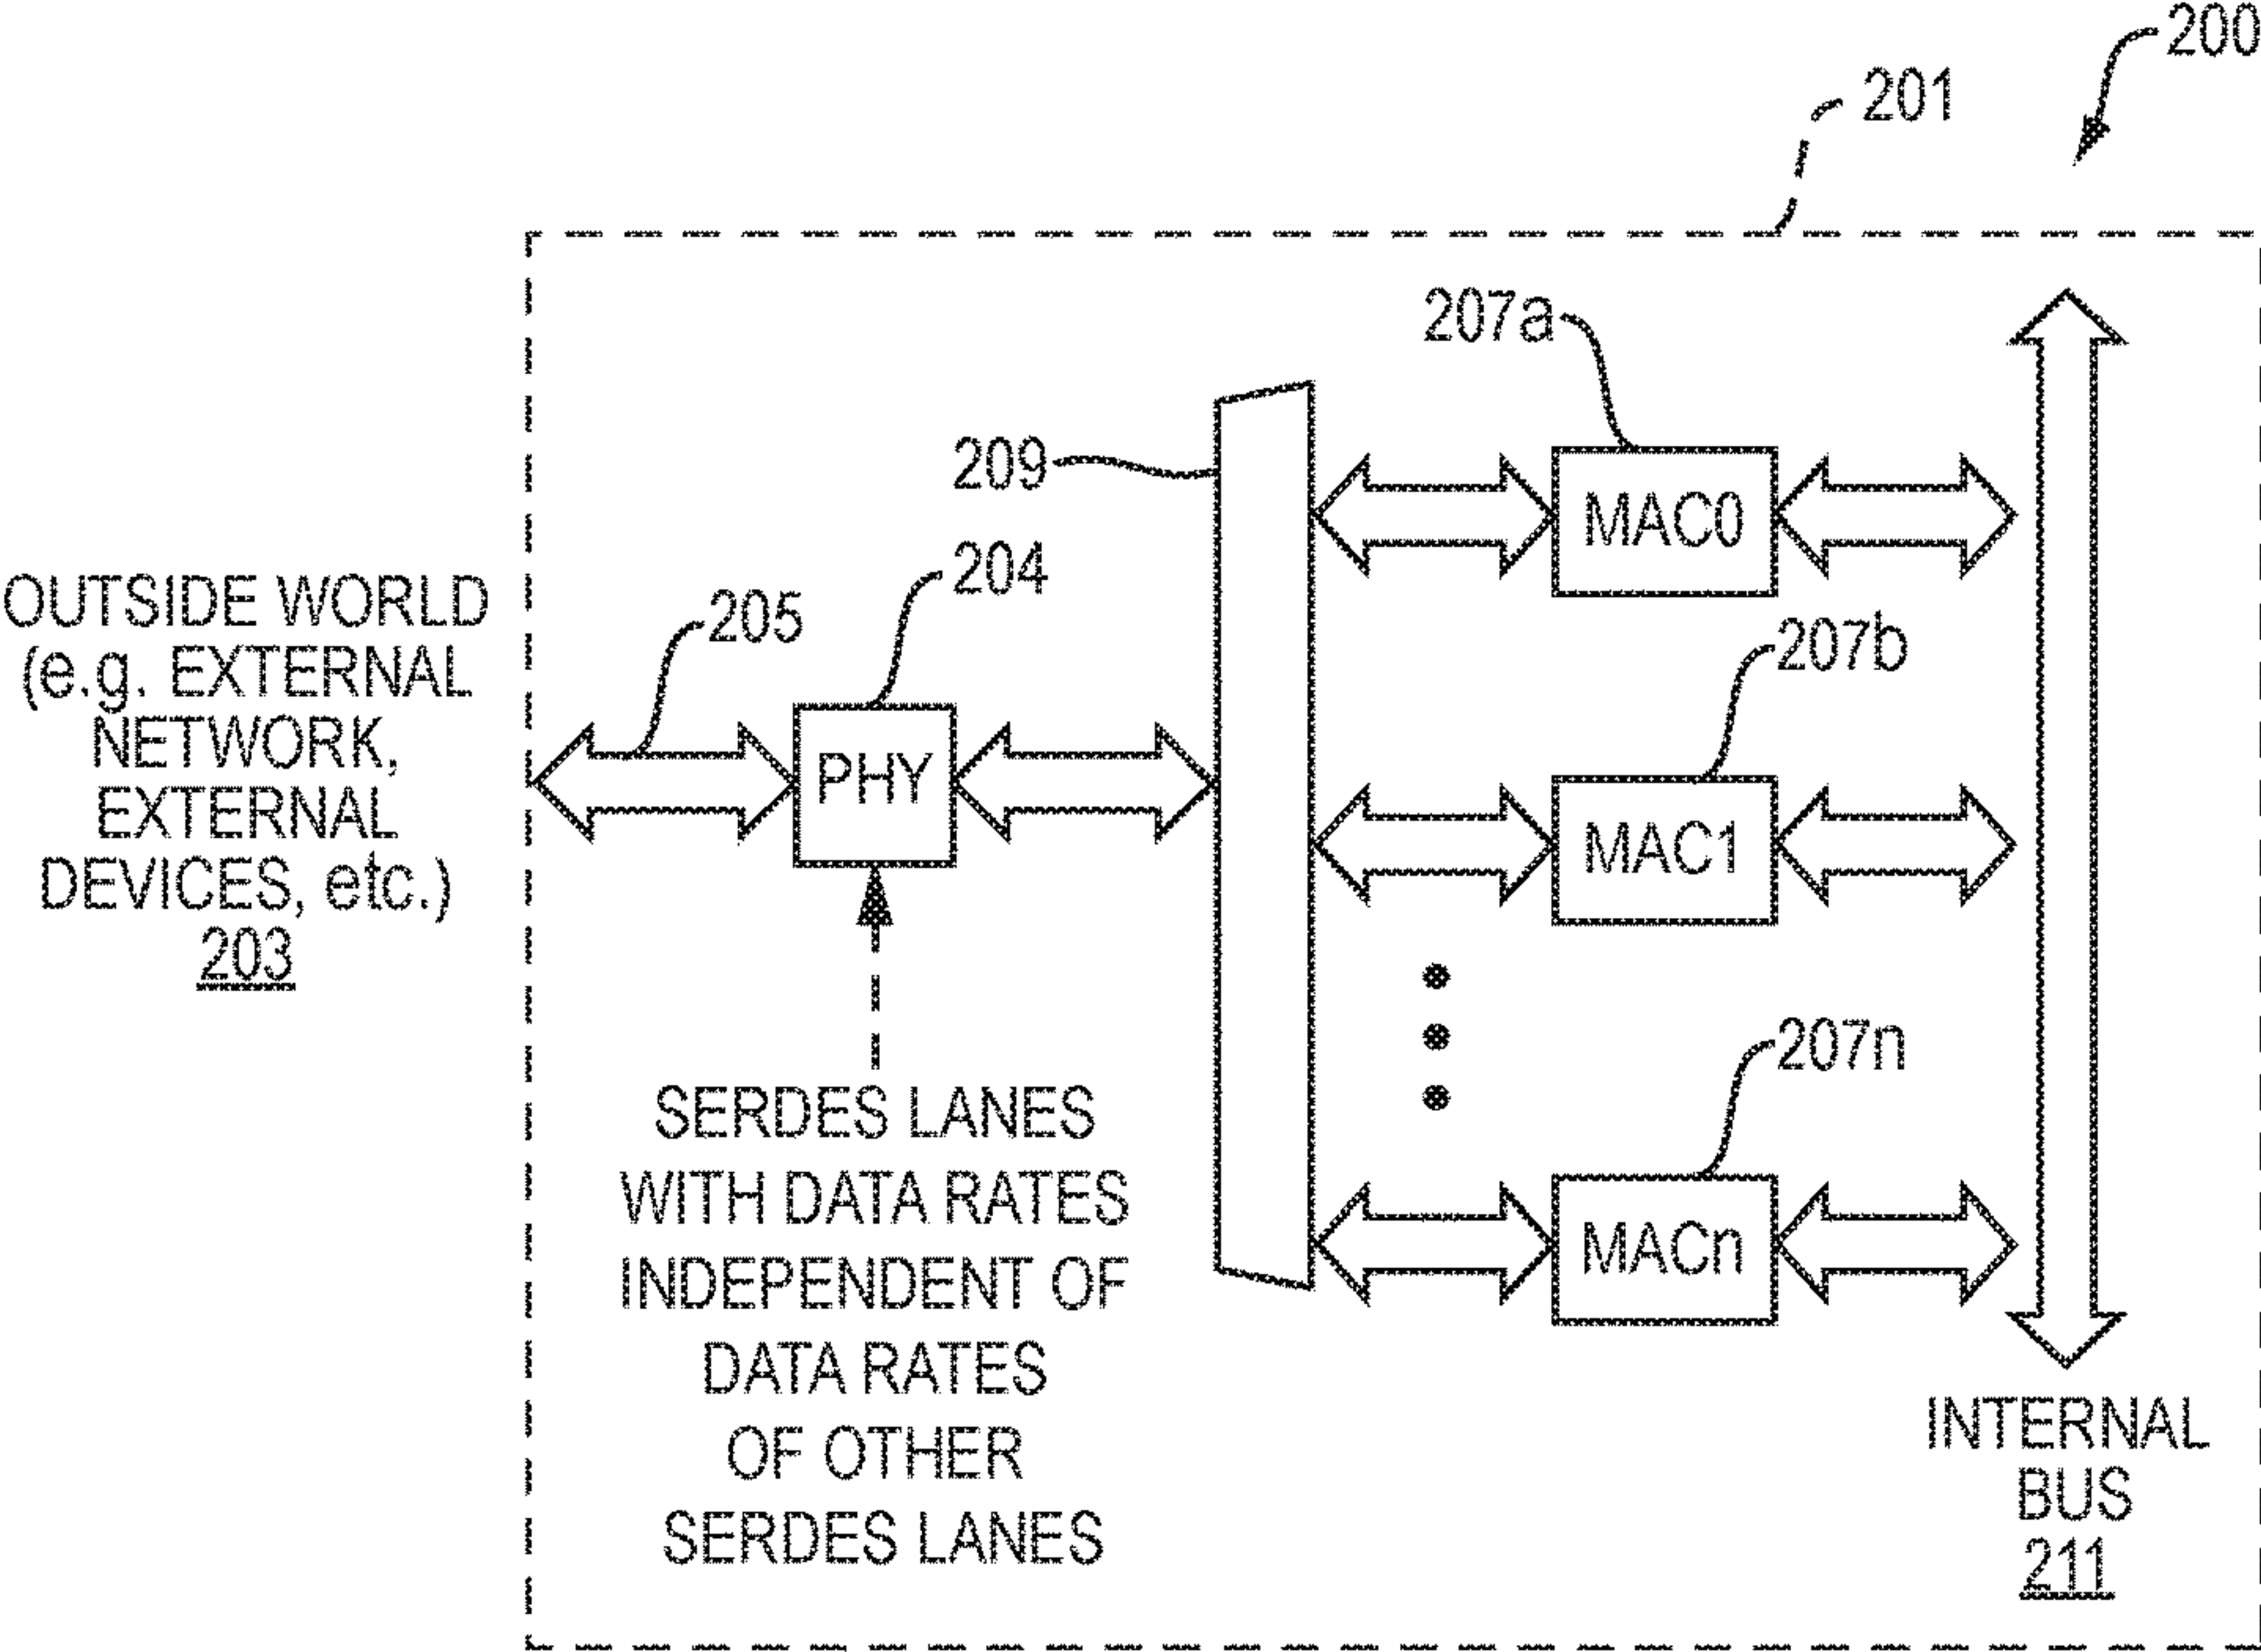 200
201
207a
209
MAC0
204
205
207b
OUTSIDE WORLD
(e.g. EXTERNAL
NETWORK,
EXTERNAL
DEVICES, etc.)
203
PHY
MAC1
207n
SERDES LANES
WITH DATA RATES
INDEPENDENT OF
DATA RATES
OF OTHER
SERDES LANES
MACn
INTERNAL
BUS
211